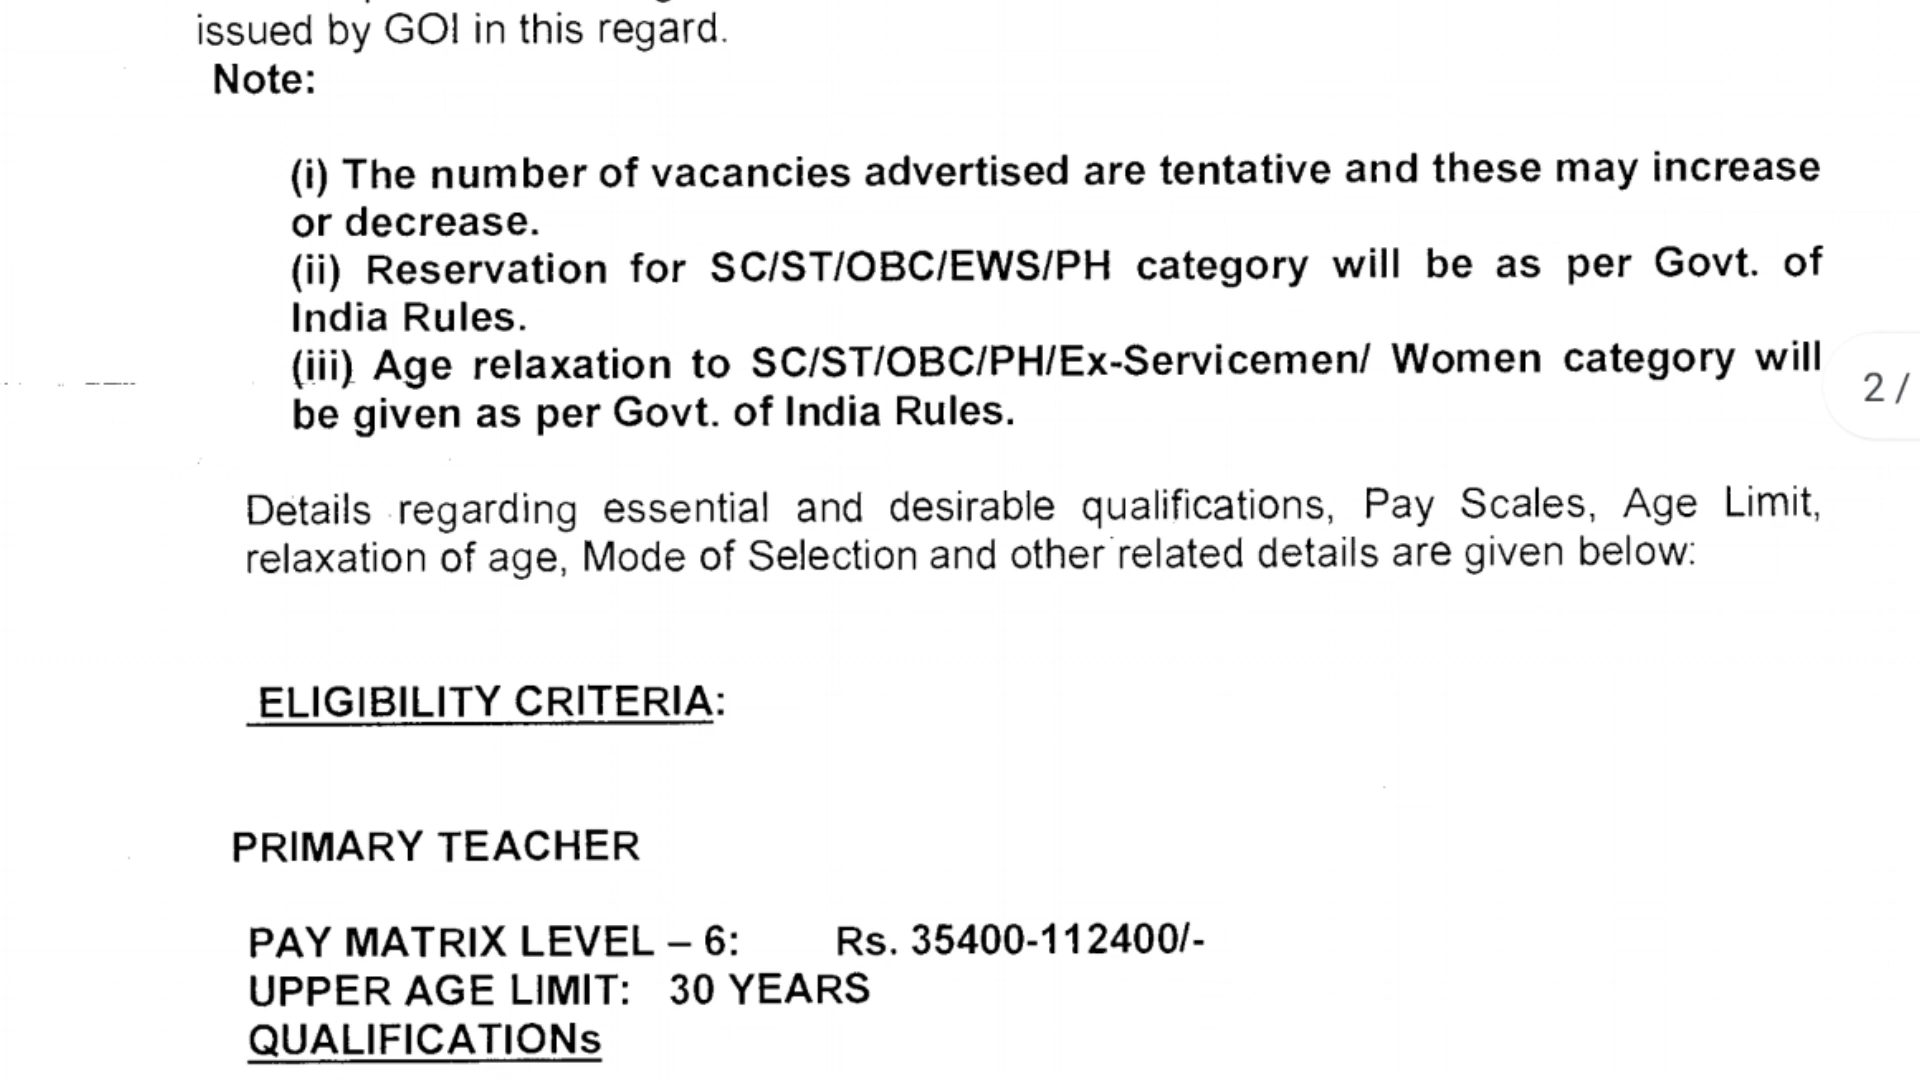 issued by GOI in this regard.
Note:
(i) The number of vacancies advertised are tentative and these may increase
or decrease.
(ii) Reservation for SC/ST/OBC/EWS/PH category will be as per Govt. of
India Rules.
(iii) Age relaxation to SC/ST/OBC/PH/Ex-Servicemen/ Women category will
be given as per Govt. of India Rules.
2 /
Details regarding essential and desirable qualifications, Pay Scales, Age Limit,
relaxation of age, Mode of Selection and other related details are given below:
ELIGIBILITY CRITERIA:
PRIMARY TEACHER
PAY MATRIX LEVEL – 6: Rs. 35400-112400/-
UPPER AGE LIMIT: 30 YEARS
QUALIFICATIONs